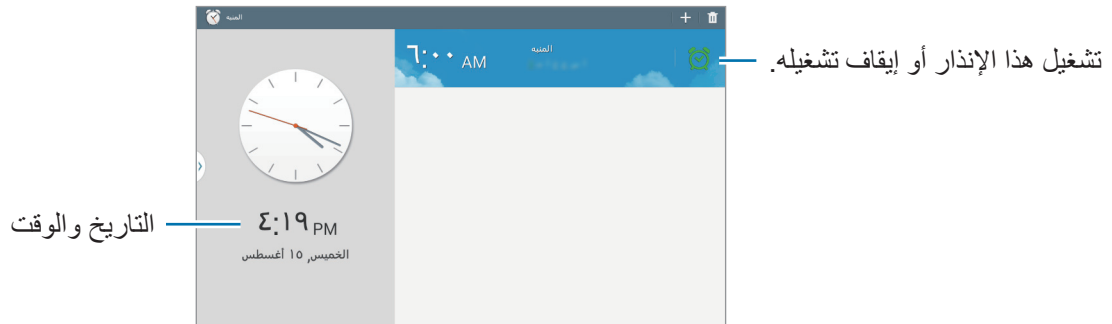 المنبه
٦:٠٠ AM
المنبه
تشغيل هذا الإنذار أو إيقاف تشغيله.
التاريخ والوقت
٤:١٩ PM
الخميس, ١٥ أغسطس